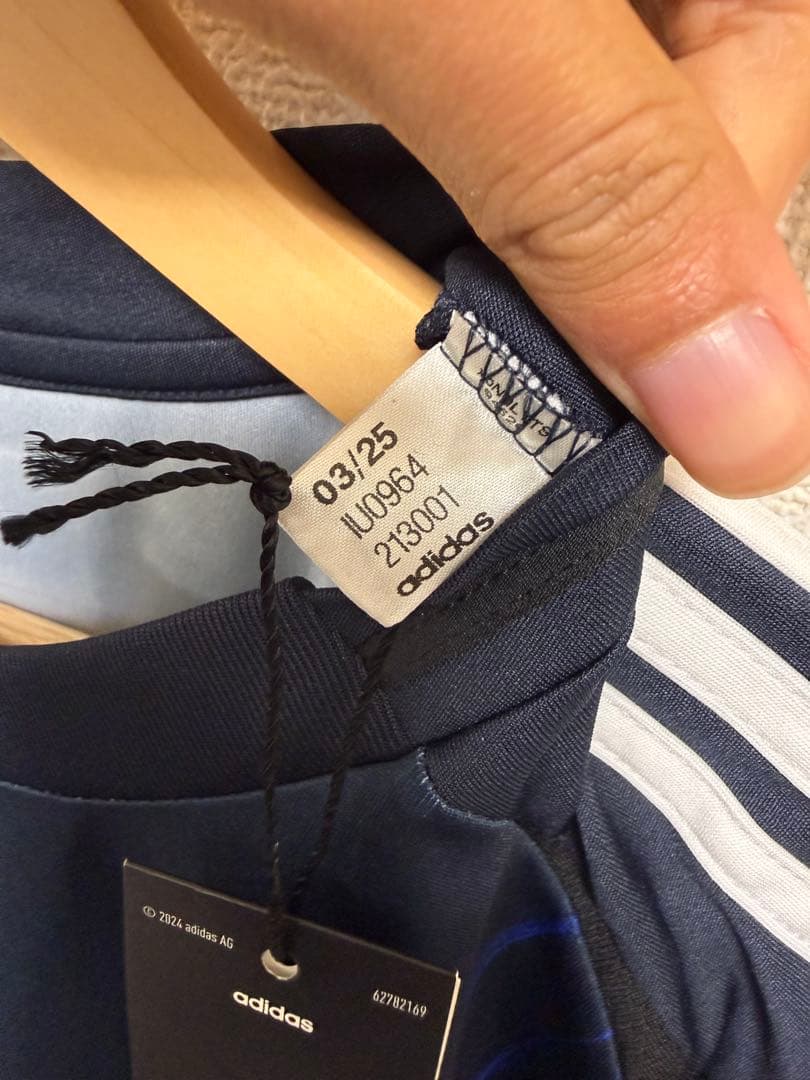 03/25
IU0964
213001
adidas
© 2024 adidas AG
62782169
adidas